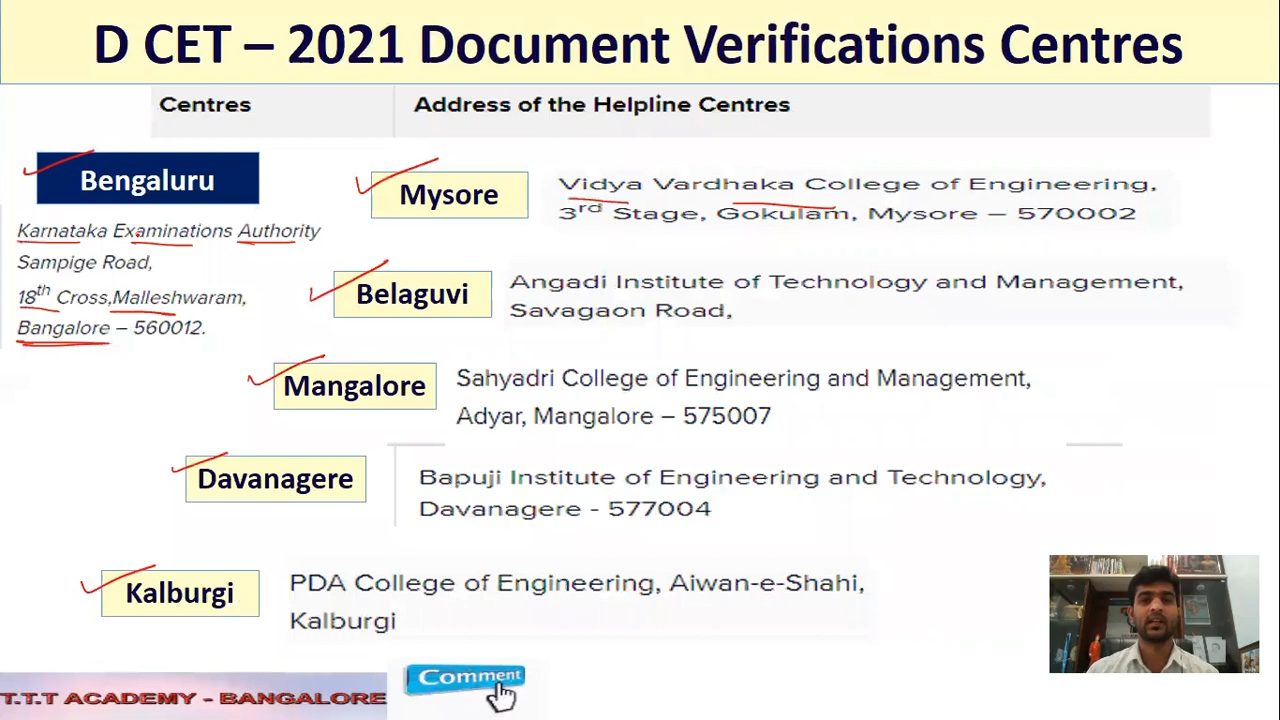 D CET – 2021 Document Verifications Centres
Centres
Address of the Helpline Centres
Bengaluru
Karnataka Examinations Authority
Sampige Road,
18th Cross,Malleshwaram,
Bangalore – 560012.
Mysore
Vidya Vardhaka College of Engineering,
3rd Stage, Gokulam, Mysore – 570002
Belaguvi
Angadi Institute of Technology and Management,
Savagaon Road,
Mangalore
Sahyadri College of Engineering and Management,
Adyar, Mangalore – 575007
Davanagere
Bapuji Institute of Engineering and Technology,
Davanagere - 577004
Kalburgi
PDA College of Engineering, Aiwan-e-Shahi,
Kalburgi
T.T.T ACADEMY - BANGALORE
Comment